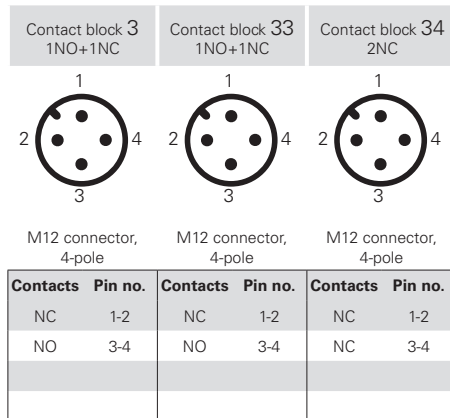 Contact block 3 Contact block 33 Contact block 34
1NO+1NC 1NO+1NC 2NC
1 1 1
2 4 2 4 2 4
3 3 3
M12 connector, M12 connector, M12 connector,
4-pole 4-pole 4-pole
Contacts Pin no. Contacts Pin no. Contacts Pin no.
NC 1-2 NC 1-2 NC 1-2
NO 3-4 NO 3-4 NC 3-4